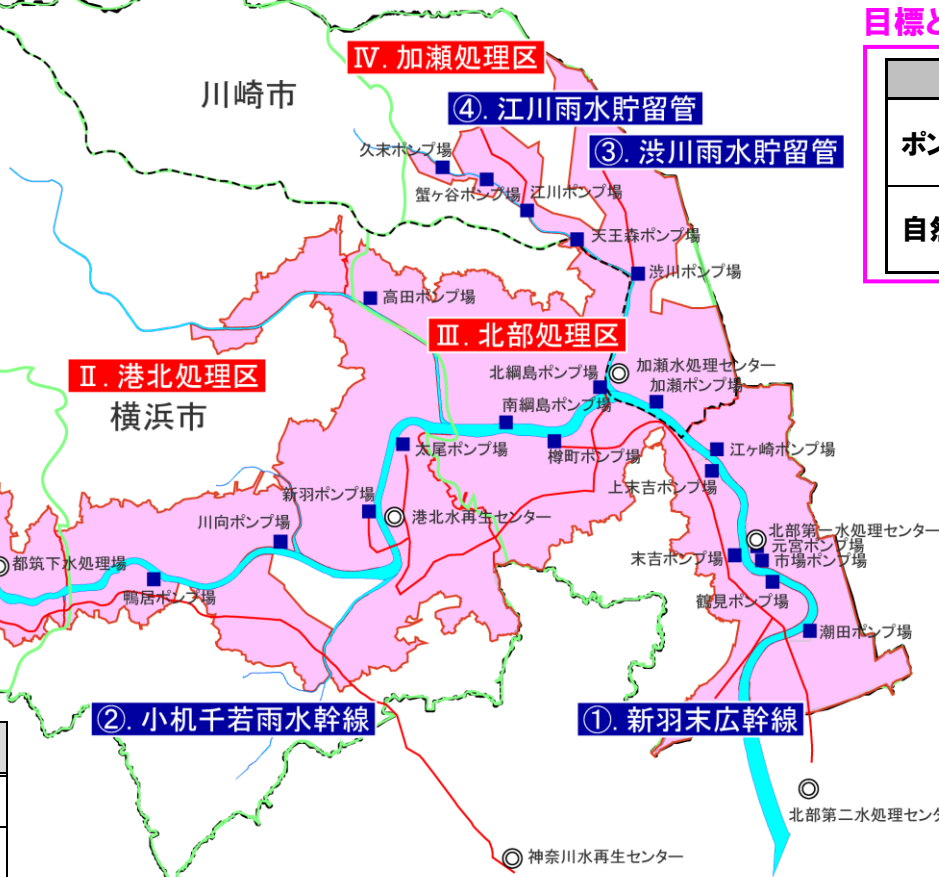 目標と
Ⅳ. 加瀬処理区
川崎市
④. 江川雨水貯留管
③. 渋川雨水貯留管
ポン
自然
久末ポンプ場
蟹ヶ谷ポンプ場
江川ポンプ場
天王森ポンプ場
渋川ポンプ場
高田ポンプ場
Ⅲ. 北部処理区
Ⅱ. 港北処理区
横浜市
北綱島ポンプ場
加瀬水処理センター
加瀬ポンプ場
南綱島ポンプ場
太尾ポンプ場
樽町ポンプ場
江ヶ崎ポンプ場
上末吉ポンプ場
新羽ポンプ場
港北水再生センター
川向ポンプ場
北部第一水処理センター
元宮ポンプ場
末吉ポンプ場
市場ポンプ場
都筑下水処理場
鴨居ポンプ場
鶴見ポンプ場
潮田ポンプ場
②. 小机千若雨水幹線
①. 新羽末広幹線
北部第二水処理センタ
神奈川水再生センター